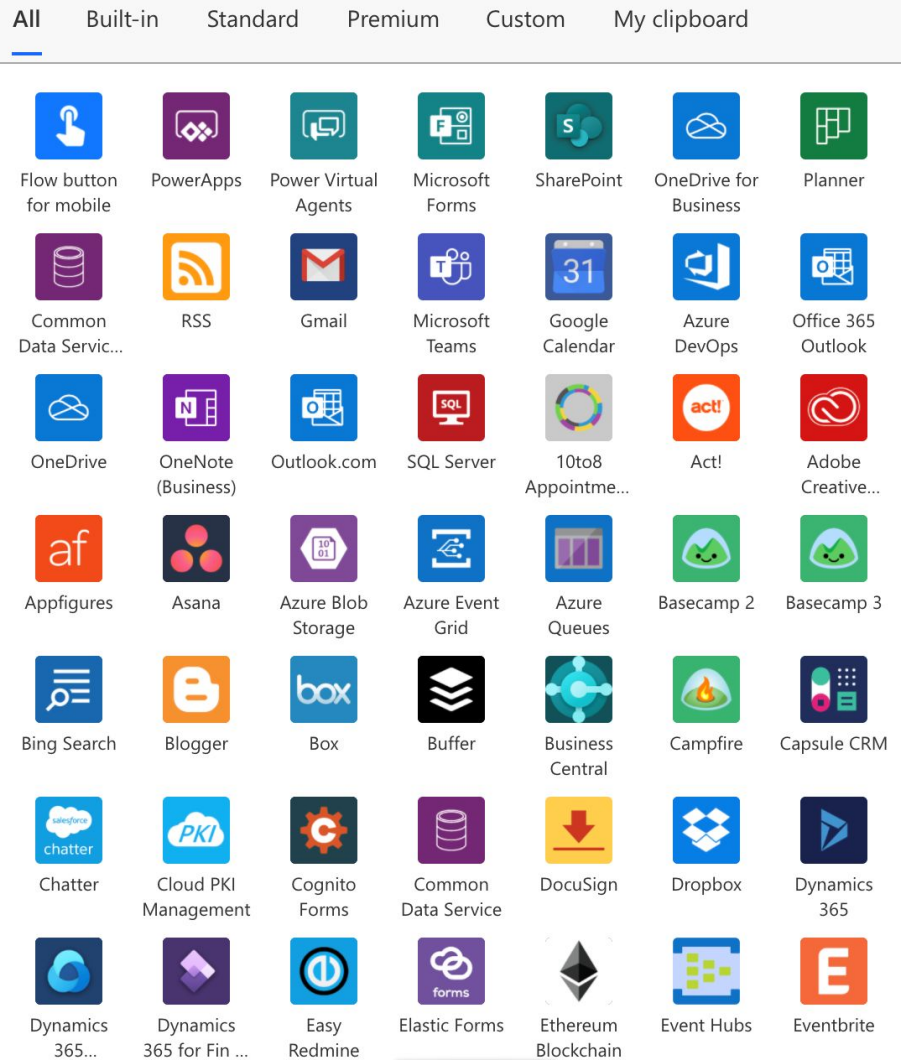 All Built-in Standard Premium Custom My clipboard
F S
Flow button PowerApps Power Virtual Microsoft SharePoint OneDrive for Planner
for mobile Agents Forms Business
T 31 O
Common RSS Gmail Microsoft Google Azure Office 365
Data Servic... Teams Calendar DevOps Outlook
N O SQL act!
OneDrive OneNote Outlook.com SQL Server 10to8 Act! Adobe
(Business) Appointme... Creative...
af 10
01
Appfigures Asana Azure Blob Azure Event Azure Basecamp 2 Basecamp 3
Storage Grid Queues
box
Bing Search Blogger Box Buffer Business Campfire Capsule CRM
Central
salesforce PKI C
chatter
Chatter Cloud PKI Cognito Common DocuSign Dropbox Dynamics
Management Forms Data Service 365
forms E
Dynamics Dynamics Easy Elastic Forms Ethereum Event Hubs Eventbrite
365... 365 for Fin ... Redmine Blockchain